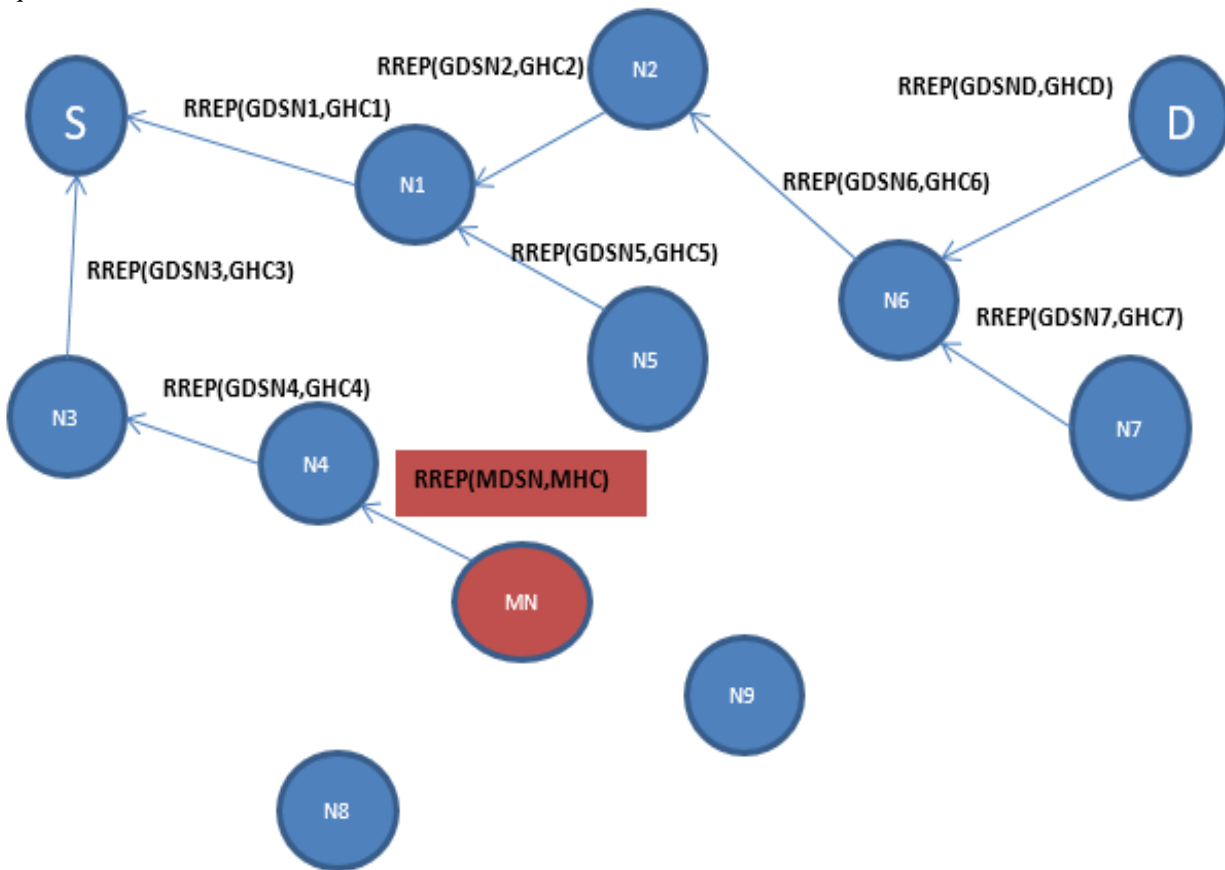 N2
RREP(GDSN2,GHC2)
RREP(GDSND,GHCD)
RREP(GDSN1,GHC1)
S
D
N1
RREP(GDSN6,GHC6)
RREP(GDSN5,GHC5)
RREP(GDSN3,GHC3)
N6
RREP(GDSN7,GHC7)
N5
RREP(GDSN4,GHC4)
N3
N7
N4
RREP(MDSN,MHC)
MN
N9
N8